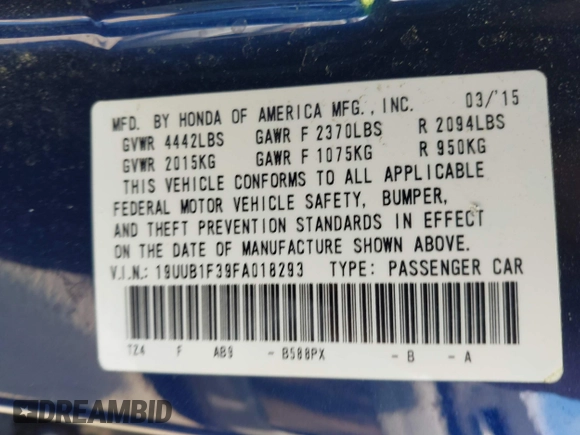 MFD. BY HONDA OF AMERICA MFG., INC. 03/'15
GVWR 4442LBS GAWR F 2370LBS R 2094LBS
GVWR 2015KG GAWR F 1075KG R 950KG
THIS VEHICLE CONFORMS TO ALL APPLICABLE
FEDERAL MOTOR VEHICLE SAFETY, BUMPER,
AND THEFT PREVENTION STANDARDS IN EFFECT
ON THE DATE OF MANUFACTURE SHOWN ABOVE.
V.I.N.: 19UUB1F39FA018293 TYPE: PASSENGER CAR
TZ4 F AB9 - B588PX - B - A
DREAMBID